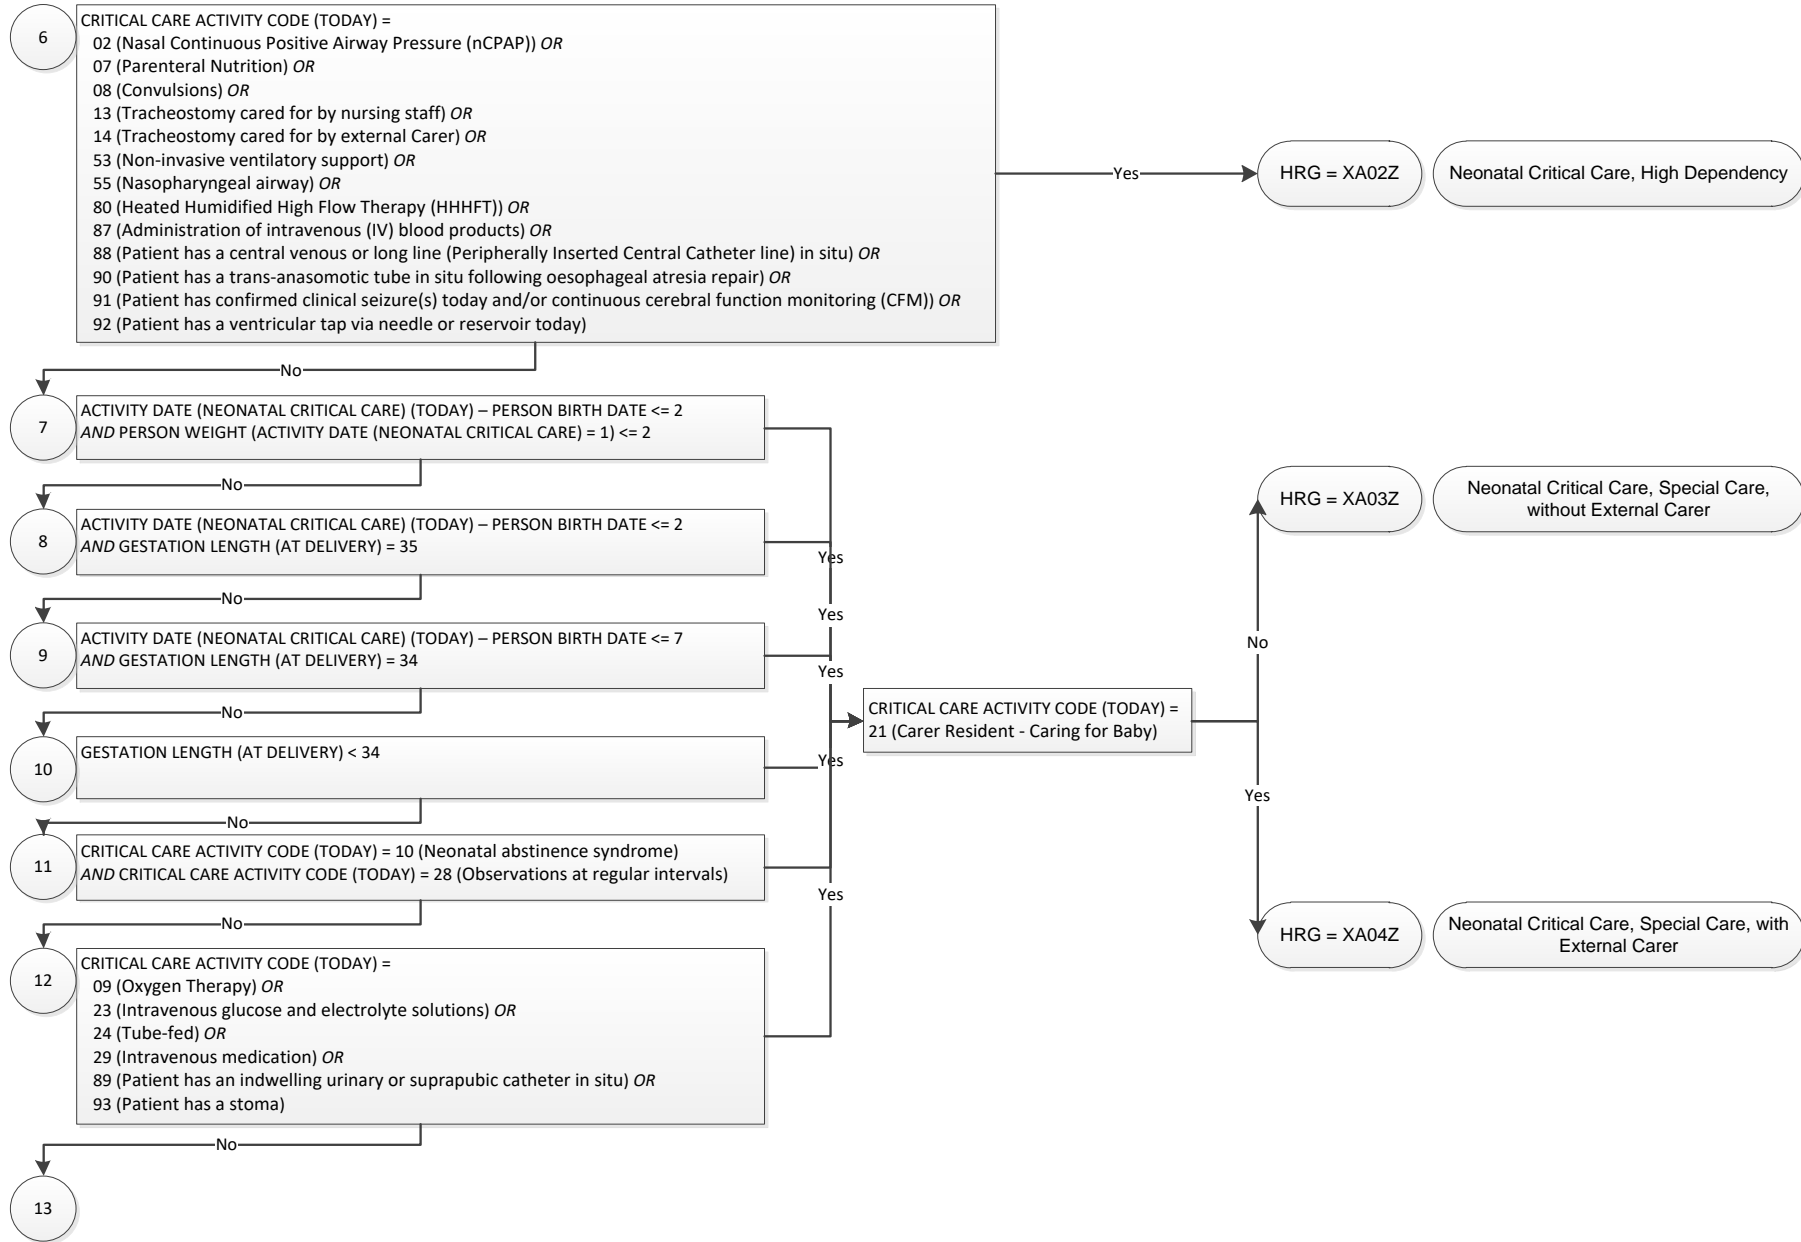 6
CRITICAL CARE ACTIVITY CODE (TODAY) =
02 (Nasal Continuous Positive Airway Pressure (nCPAP)) OR
07 (Parenteral Nutrition) OR
08 (Convulsions) OR
13 (Tracheostomy cared for by nursing staff) OR
14 (Tracheostomy cared for by external Carer) OR
53 (Non-invasive ventilatory support) OR
55 (Nasopharyngeal airway) OR
80 (Heated Humidified High Flow Therapy (HHHFT)) OR
87 (Administration of intravenous (IV) blood products) OR
88 (Patient has a central venous or long line (Peripherally Inserted Central Catheter line) in situ) OR
90 (Patient has a trans-anasomotic tube in situ following oesophageal atresia repair) OR
91 (Patient has confirmed clinical seizure(s) today and/or continuous cerebral function monitoring (CFM)) OR
92 (Patient has a ventricular tap via needle or reservoir today)
Yes
HRG = XA02Z
Neonatal Critical Care, High Dependency
No
7
ACTIVITY DATE (NEONATAL CRITICAL CARE) (TODAY) – PERSON BIRTH DATE <= 2
AND PERSON WEIGHT (ACTIVITY DATE (NEONATAL CRITICAL CARE) = 1) <= 2
No
8
ACTIVITY DATE (NEONATAL CRITICAL CARE) (TODAY) – PERSON BIRTH DATE <= 2
AND GESTATION LENGTH (AT DELIVERY) = 35
Yes
No
Yes
9
ACTIVITY DATE (NEONATAL CRITICAL CARE) (TODAY) – PERSON BIRTH DATE <= 7
AND GESTATION LENGTH (AT DELIVERY) = 34
Yes
No
10
GESTATION LENGTH (AT DELIVERY) < 34
Yes
No
11
CRITICAL CARE ACTIVITY CODE (TODAY) = 10 (Neonatal abstinence syndrome)
AND CRITICAL CARE ACTIVITY CODE (TODAY) = 28 (Observations at regular intervals)
Yes
No
12
CRITICAL CARE ACTIVITY CODE (TODAY) =
09 (Oxygen Therapy) OR
23 (Intravenous glucose and electrolyte solutions) OR
24 (Tube-fed) OR
29 (Intravenous medication) OR
89 (Patient has an indwelling urinary or suprapubic catheter in situ) OR
93 (Patient has a stoma)
No
13
CRITICAL CARE ACTIVITY CODE (TODAY) =
21 (Carer Resident - Caring for Baby)
No
HRG = XA03Z
Neonatal Critical Care, Special Care,
without External Carer
Yes
HRG = XA04Z
Neonatal Critical Care, Special Care, with
External Carer